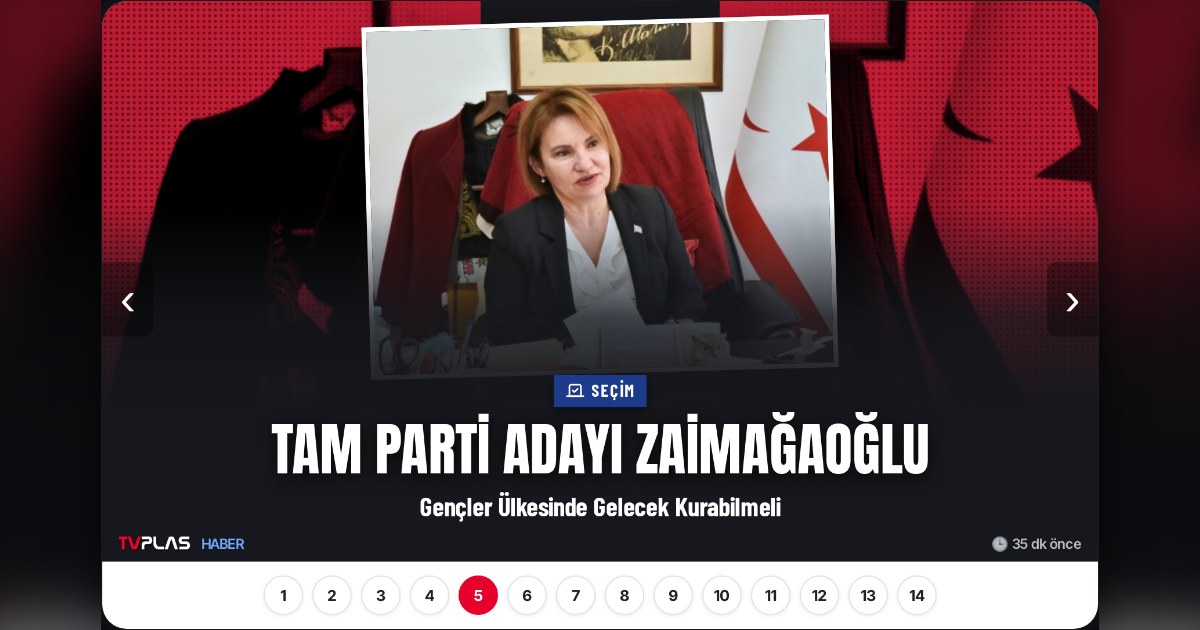 K. Atatürk
SEÇİM
TAM PARTİ ADAYI ZAİMAĞAOĞLU
Gençler Ülkesinde Gelecek Kurabilmeli
TVPLAS HABER
35 dk önce
1 2 3 4 5 6 7 8 9 10 11 12 13 14